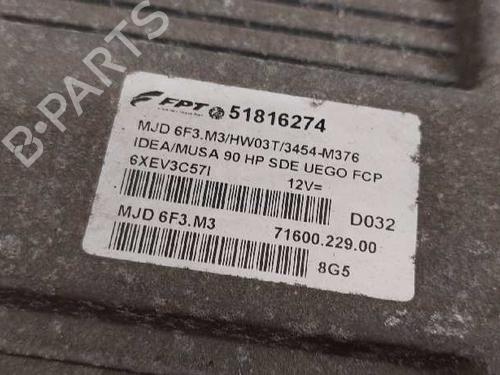 FPT 51816274
MJD 6F3.M3/HW03T/3454-M376
IDEA/MUSA 90 HP SDE UEGO FCP
6XEV3C57I
12V=
D032
MJD 6F3.M3
71600.229.00
8G5
B-PARTS